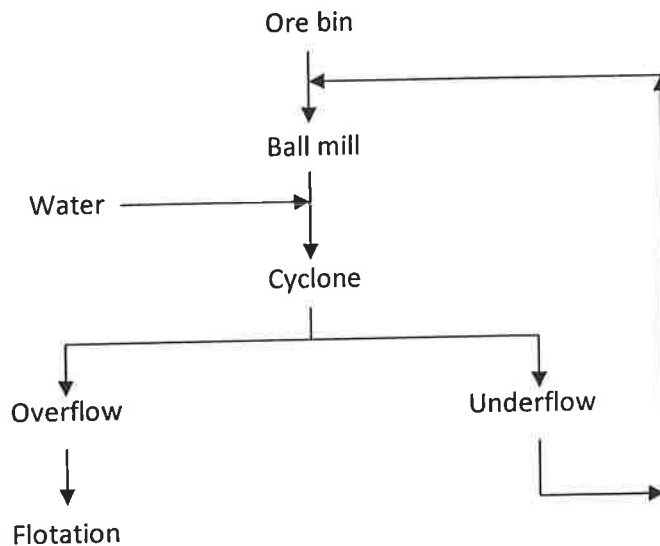 Ore bin
Ball mill
Water
Cyclone
Overflow
Underflow
Flotation